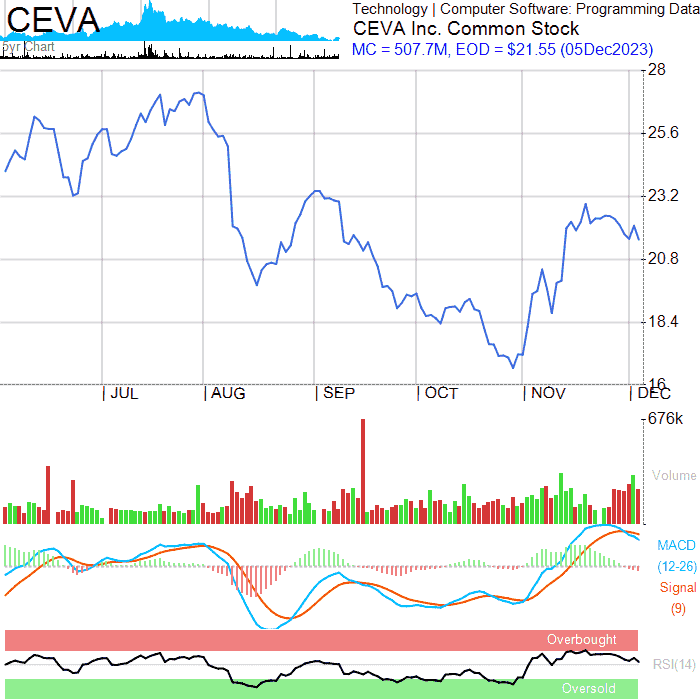 CEVA
5yr Chart
Technology | Computer Software: Programming Data
CEVA Inc. Common Stock
MC = 507.7M, EOD = $21.55 (05Dec2023)
28
25.6
23.2
20.8
18.4
16
JUL AUG SEP OCT NOV DEC
676k
Volume
MACD
(12-26)
Signal
(9)
Overbought
RSI(14)
Oversold